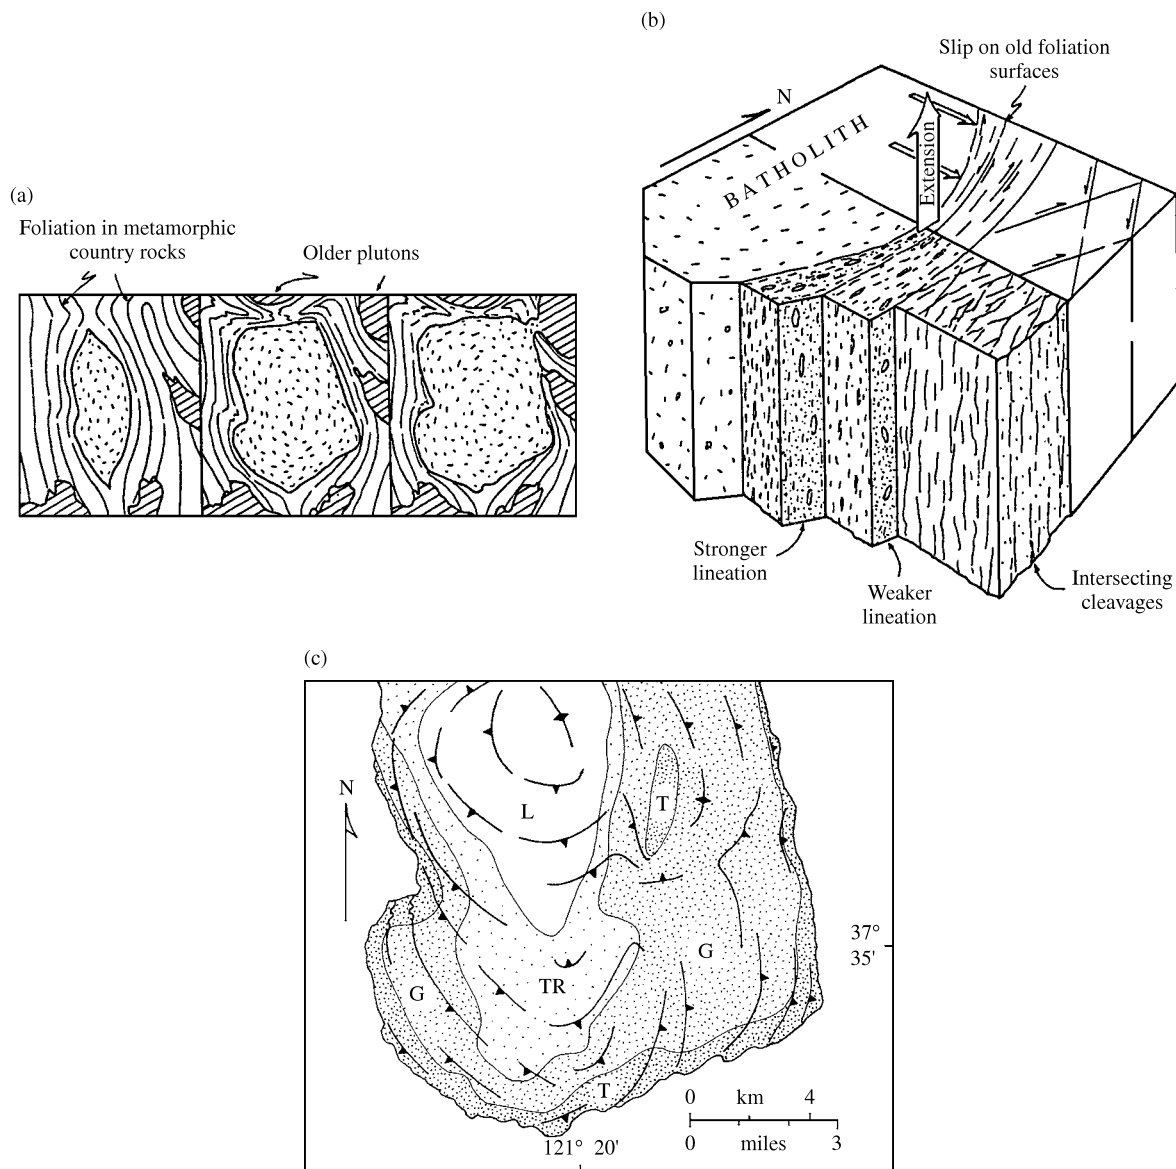 (b)
Slip on old foliation
surfaces
N
BATHOLITH
Extension
(a)
Foliation in metamorphic
country rocks
Older plutons
Stronger
lineation
Weaker
lineation
Intersecting
cleavages
(c)
N
L
T
G
TR
G
T
37°
35'
0 km 4
0 miles 3
121° 20'